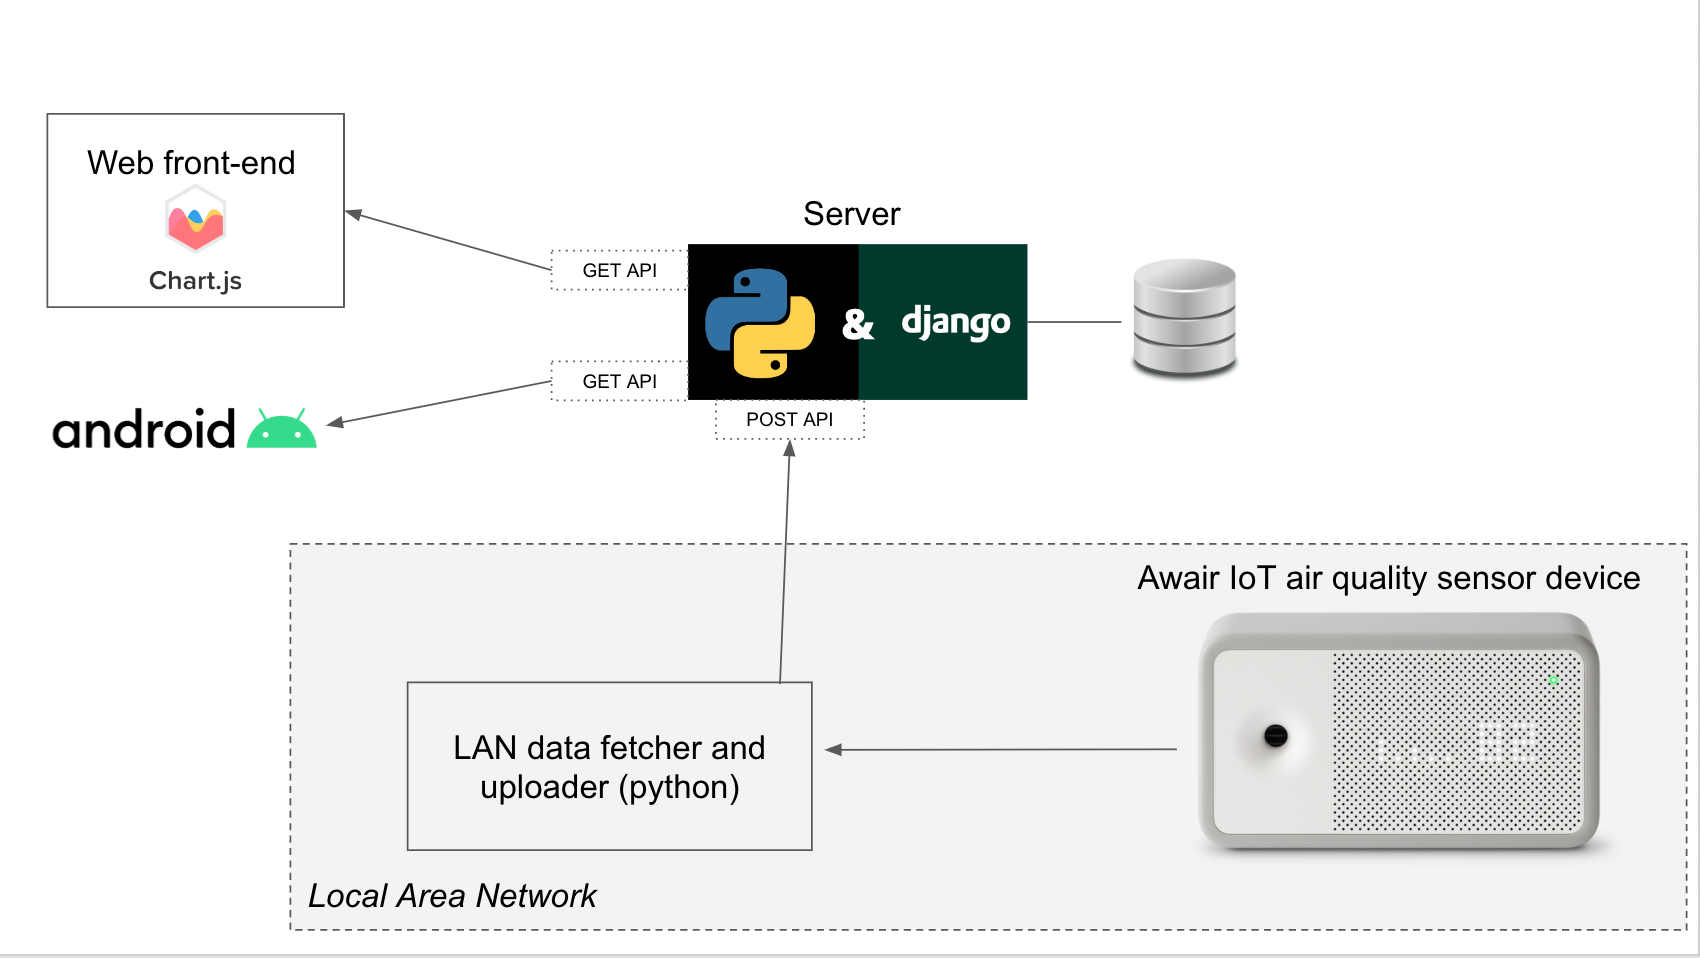 Web front-end
Chart.js
Server
GET API
& django
GET API
POST API
android
Awair IoT air quality sensor device
LAN data fetcher and
uploader (python)
Local Area Network